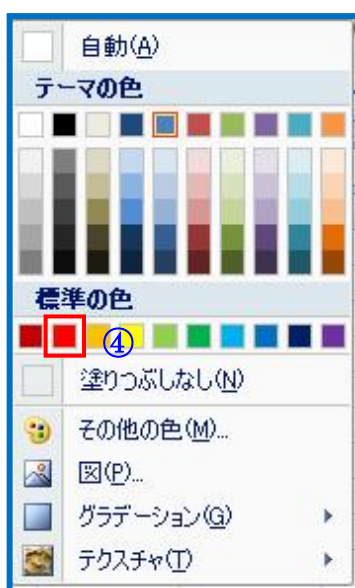 自動(A)
テーマの色
標準の色
④
塗りつぶしなし(N)
その他の色(M)...
図(P)...
グラデーション(G)
テクスチャ(T)